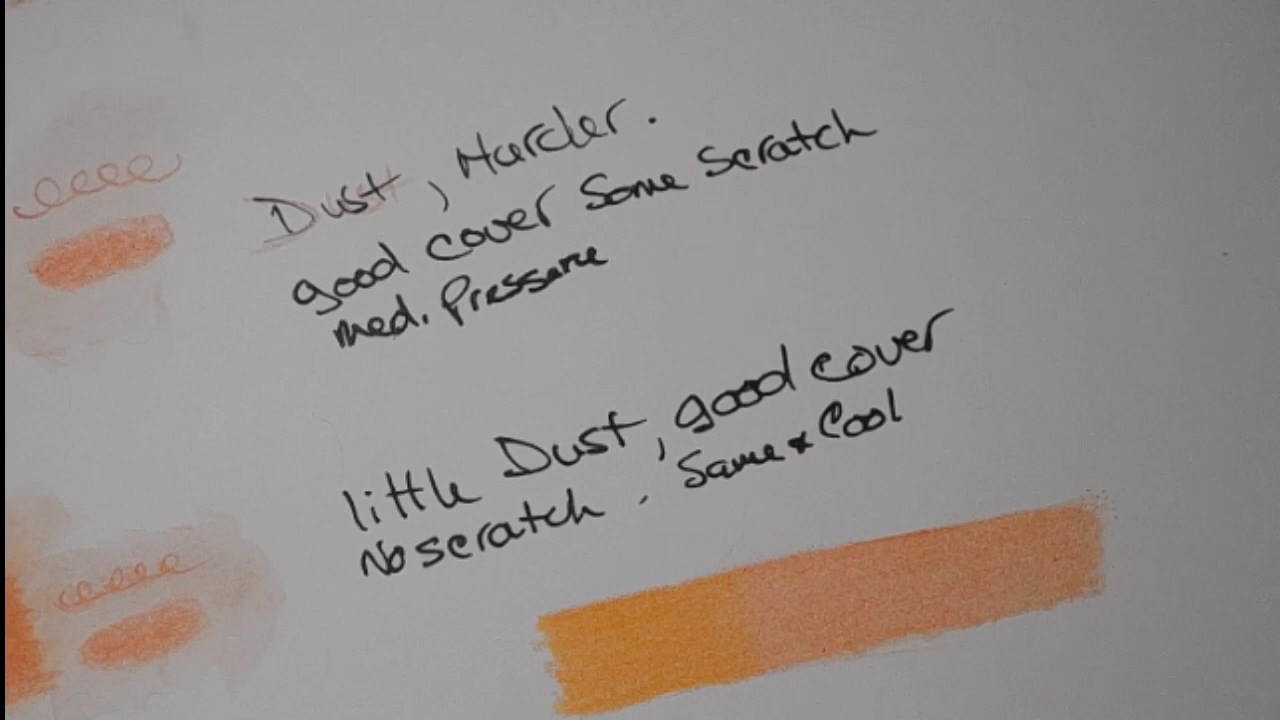 Dust, Harder.
good cover Some Scratch
med. Pressure
little Dust, good cover
No scratch. Same & Cool